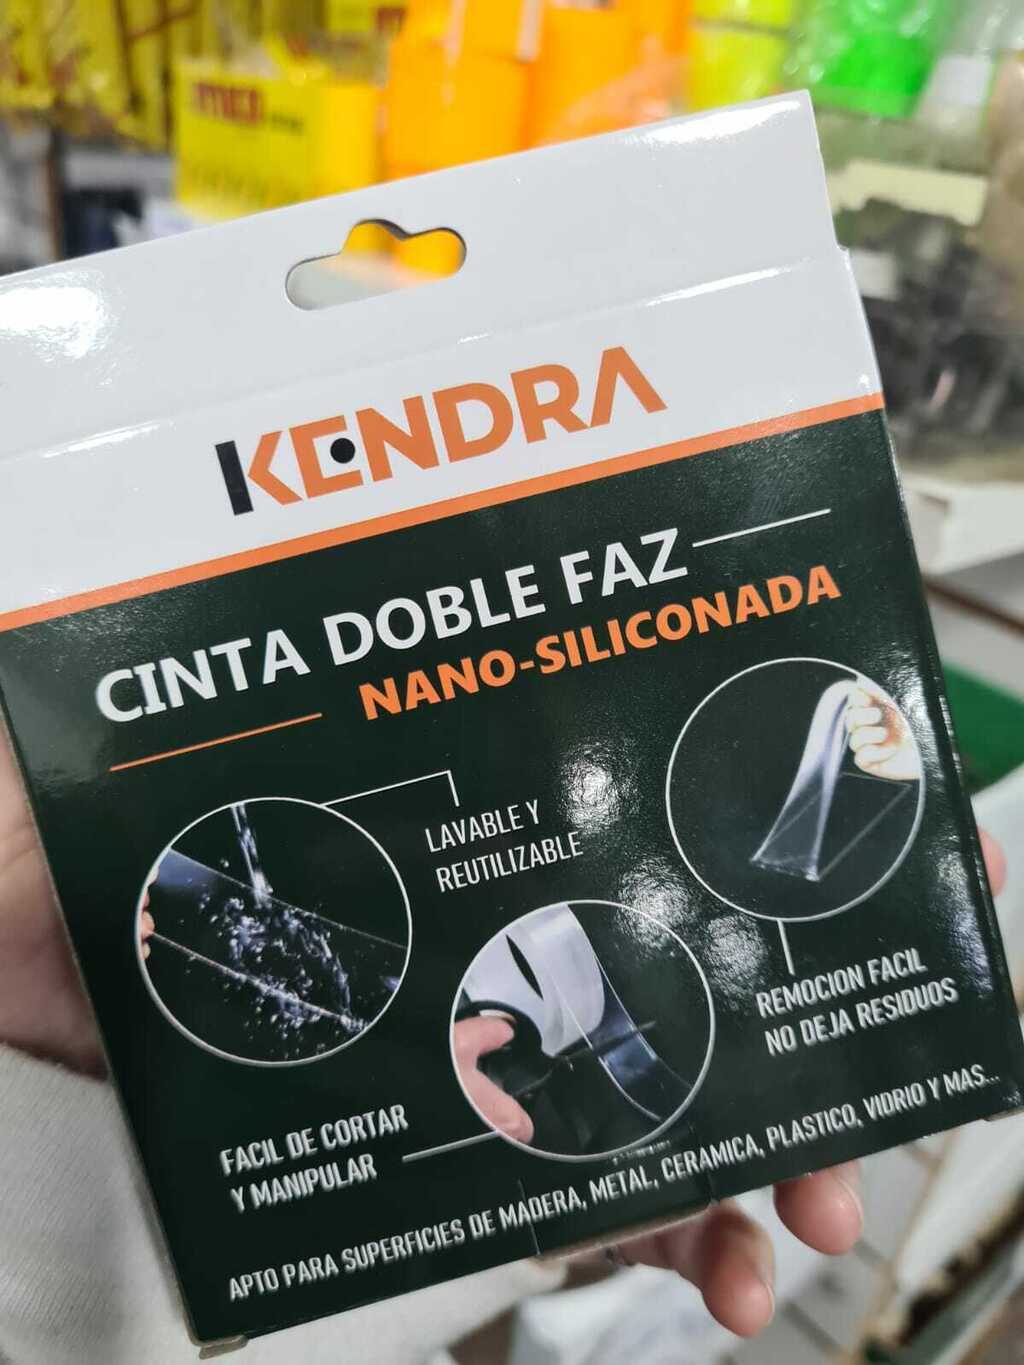 KENDRA
CINTA DOBLE FAZ
NANO-SILICONADA
LAVABLE Y
REUTILIZABLE
REMOCION FACIL
NO DEJA RESIDUOS
FACIL DE CORTAR
Y MANIPULAR
APTO PARA SUPERFICIES DE MADERA, METAL, CERAMICA, PLASTICO, VIDRIO Y MAS...